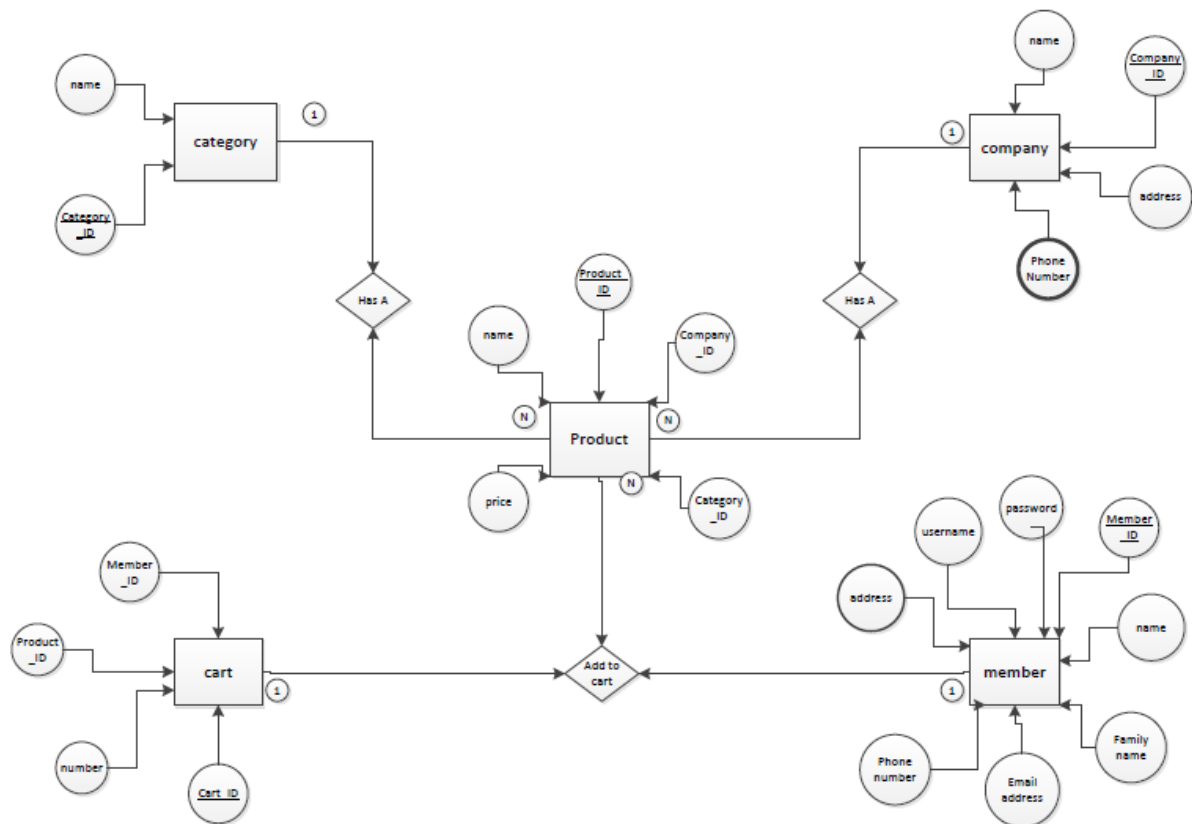 name
Company
_ID
name
1
1
category
company
address
Category
_ID
Phone
Number
Product_
ID
Has A
Has A
name
Company
_ID
N
N
Product
N
price
Category
_ID
password
Member
_ID
username
Member
_ID
address
name
Product
_ID
cart
Add to
cart
member
1
1
number
Phone
number
Family
name
Cart_ID
Email
address